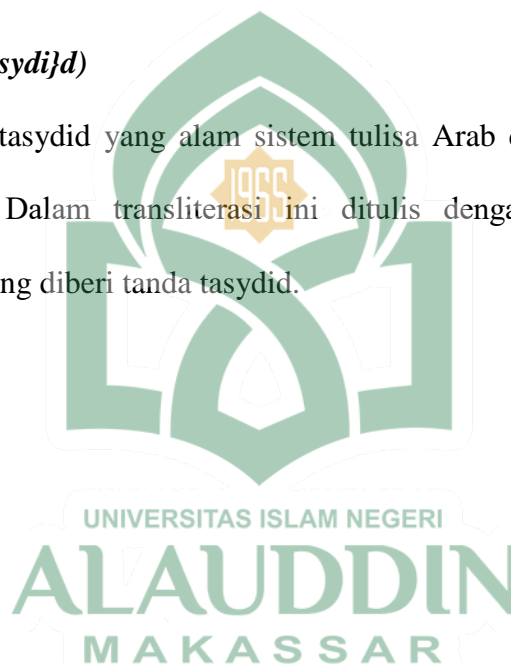 sydi}d)
tasydid yang alam sistem tulisa Arab
1965
Dalam transliterasi ini ditulis denga
ng diberi tanda tasydid.
UNIVERSITAS ISLAM NEGERI
ALAUDDIN
MAKASSAR